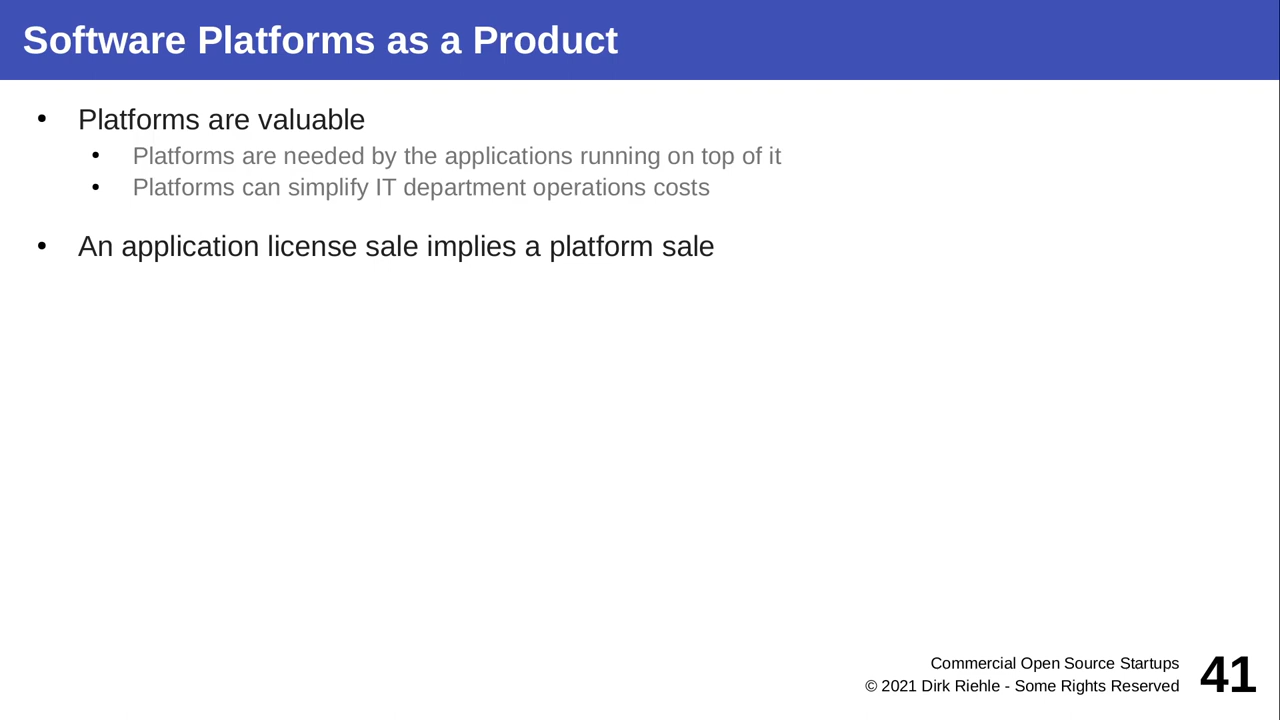 Software Platforms as a Product
• Platforms are valuable
• Platforms are needed by the applications running on top of it
• Platforms can simplify IT department operations costs
• An application license sale implies a platform sale
Commercial Open Source Startups
© 2021 Dirk Riehle - Some Rights Reserved
41